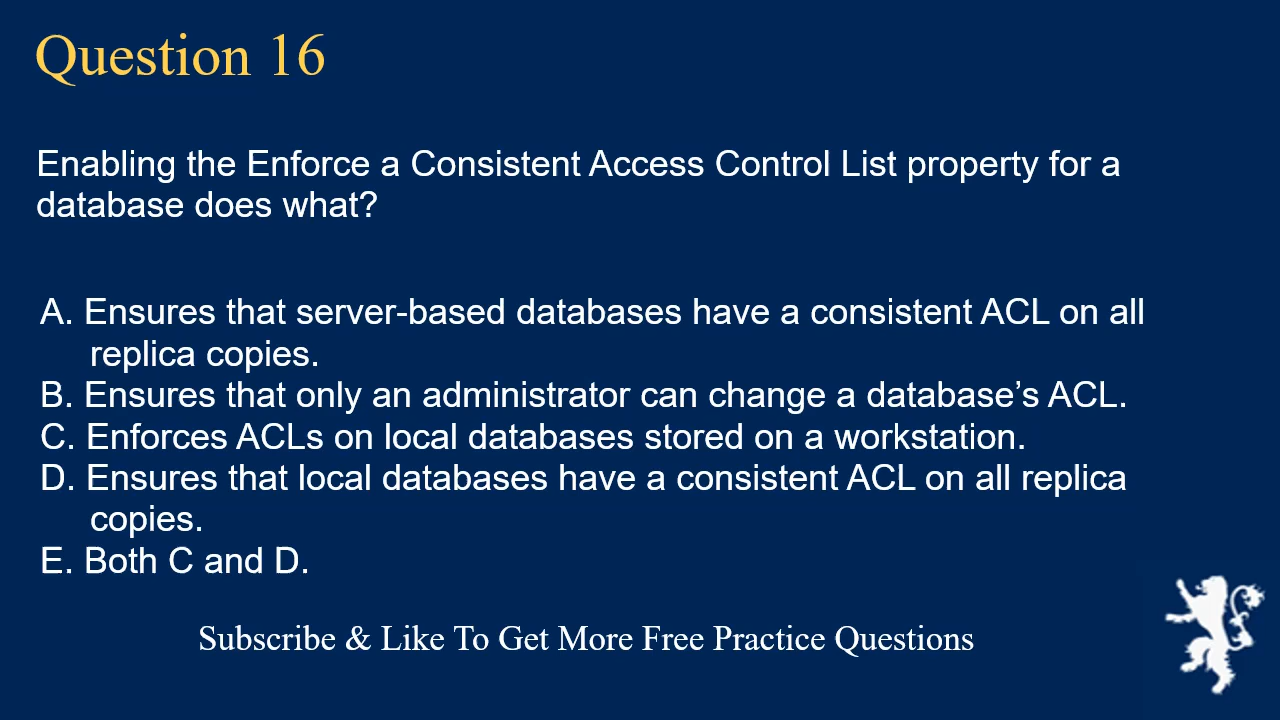 Question 16
Enabling the Enforce a Consistent Access Control List property for a
database does what?
A. Ensures that server-based databases have a consistent ACL on all
replica copies.
B. Ensures that only an administrator can change a database’s ACL.
C. Enforces ACLs on local databases stored on a workstation.
D. Ensures that local databases have a consistent ACL on all replica
copies.
E. Both C and D.
Subscribe & Like To Get More Free Practice Questions